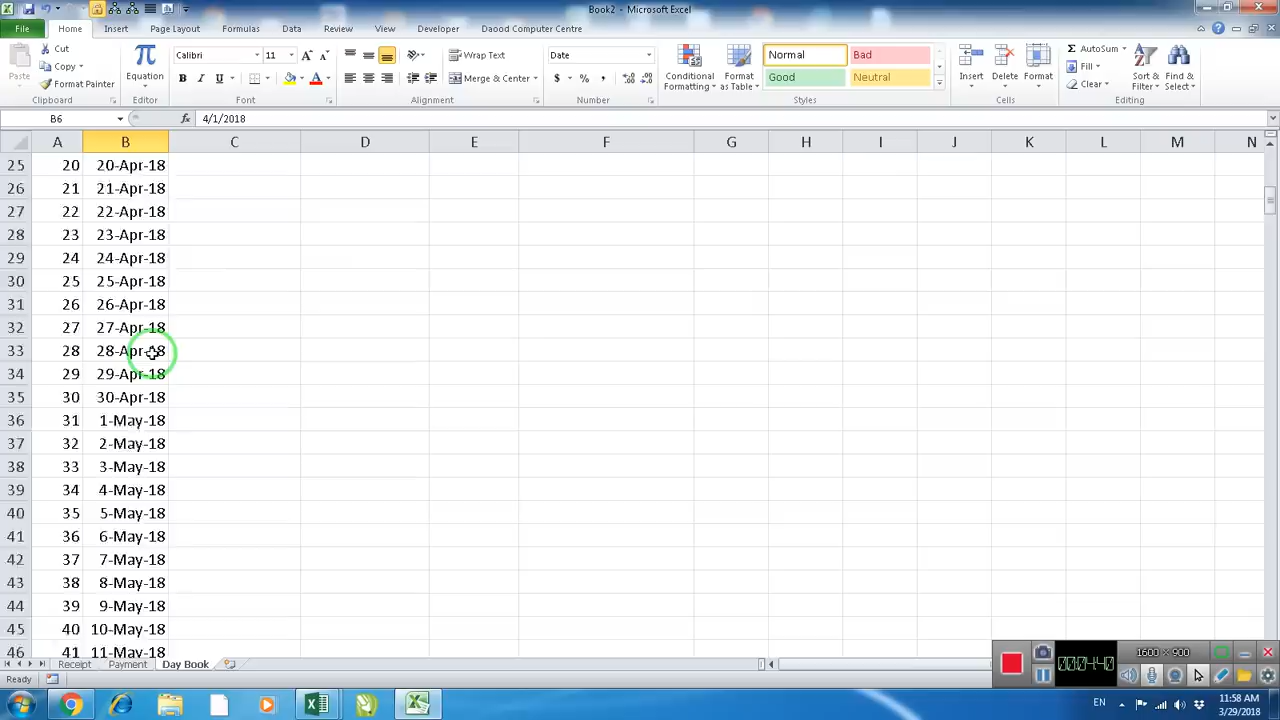 Book2 - Microsoft Excel
File Home Insert Page Layout Formulas Data Review View Developer Daood Computer Centre
Paste
Cut
Copy
Format Painter
Clipboard
Equation
Editor
Calibri 11
B I U A
Font
Wrap Text
Merge & Center
Alignment
Date
$ % ,
Number
Conditional Formatting
Format as Table
Normal Bad
Good Neutral
Styles
Insert Delete Format
Cells
AutoSum
Fill
Clear
Sort & Filter
Find & Select
Editing
B6 fx 4/1/2018
A B C D E F G H I J K L M N
25 20 20-Apr-18
26 21 21-Apr-18
27 22 22-Apr-18
28 23 23-Apr-18
29 24 24-Apr-18
30 25 25-Apr-18
31 26 26-Apr-18
32 27 27-Apr-18
33 28 28-Apr-18
34 29 29-Apr-18
35 30 30-Apr-18
36 31 1-May-18
37 32 2-May-18
38 33 3-May-18
39 34 4-May-18
40 35 5-May-18
41 36 6-May-18
42 37 7-May-18
43 38 8-May-18
44 39 9-May-18
45 40 10-May-18
46 41 11-May-18
Receipt Payment Day Book
Ready
1600 × 900
EN
11:58 AM
3/29/2018